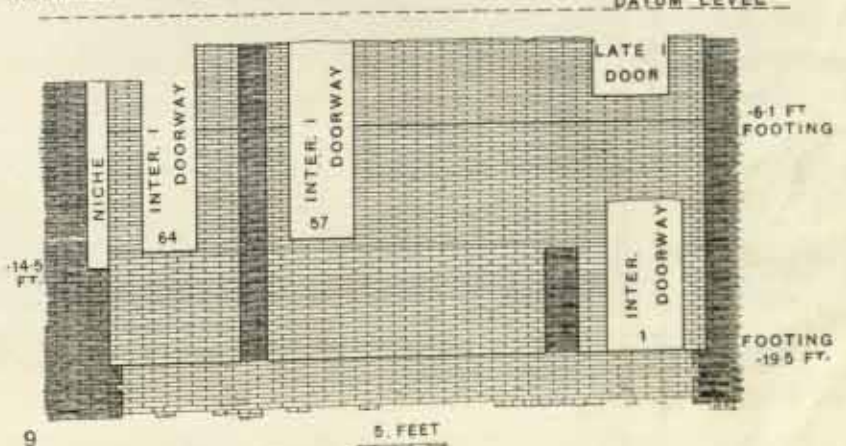 DATUM LEVEL
NICHE
INTER. I
DOORWAY
64
INTER. I
DOORWAY
57
LATE I
DOOR
-6·1 FT
FOOTING
-14·5
FT.
INTER.
DOORWAY
1
FOOTING
-19·5 FT.
9
5. FEET